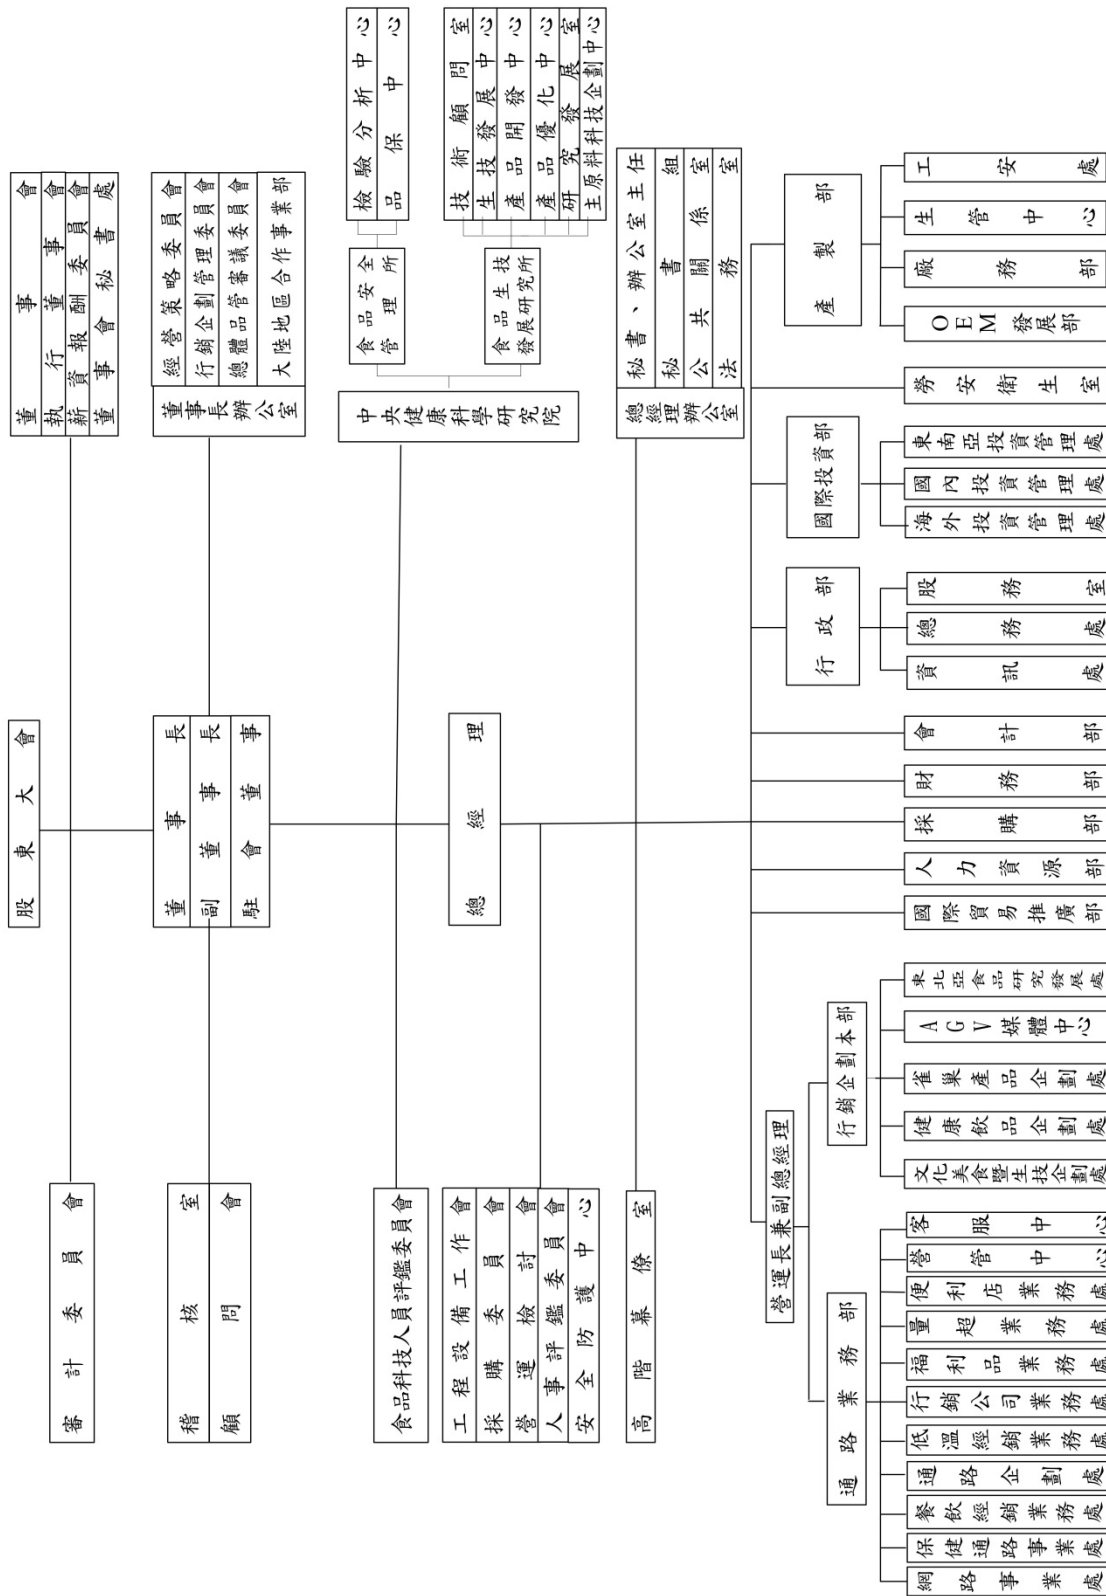 股東大會
審計委員會
董事會
執行董事會
薪資報酬委員會
董事會秘書處
董事長
副董事長
駐會董事
稽核室
顧問會
經營策略委員會
行銷企劃管理委員會
總體品管審議委員會
大陸地區合作事業部
董事長辦公室
食品科技人員評鑑委員會
中央健康科學研究院
食品安全
管理所
檢驗分析中心
品保中心
食品生技
發展研究所
技術顧問室
生技發展中心
產品開發中心
產品優化中心
研究發展室
主原料科技企劃中心
總經理
工程設備工作會
採購委員會
營運檢討會
人事評鑑委員會
安全防護中心
高階幕僚室
總經理辦公室
秘書、辦公室主任
秘書組
公共關係室
法務室
營運長兼副總經理
通路業務部
網路事業處
保健通路事業處
餐飲經銷業務處
通路企劃處
低溫經銷業務處
行銷公司業務處
福利品業務處
量超業務處
便利店業務處
營管中心
客服中心
行銷企劃本部
文化美食暨生技企劃處
健康飲品企劃處
雀巢產品企劃處
AGV媒體中心
東北亞食品研究發展處
國際貿易推廣部
人力資源部
採購部
財務部
會計部
行政部
資訊處
總務處
股務室
國際投資部
海外投資管理處
國內投資管理處
東南亞投資管理處
勞安衛生室
產製部
OEM發展部
廠務部
生管中心
工安處